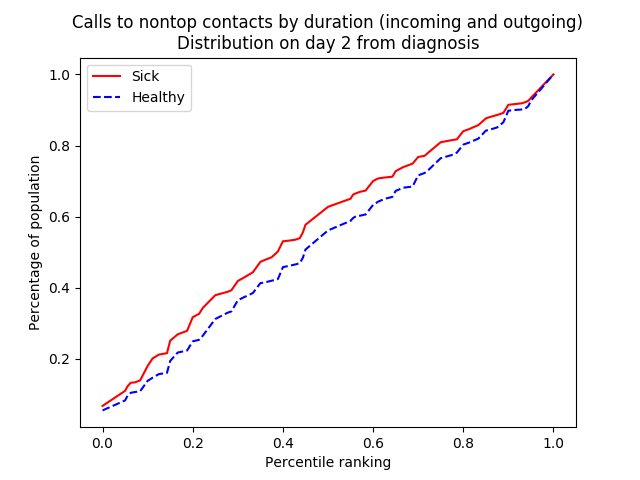 Calls to nontop contacts by duration (incoming and outgoing)
Distribution on day 2 from diagnosis
Sick
Healthy
Percentage of population
1.0
0.8
0.6
0.4
0.2
0.0 0.2 0.4 0.6 0.8 1.0
Percentile ranking